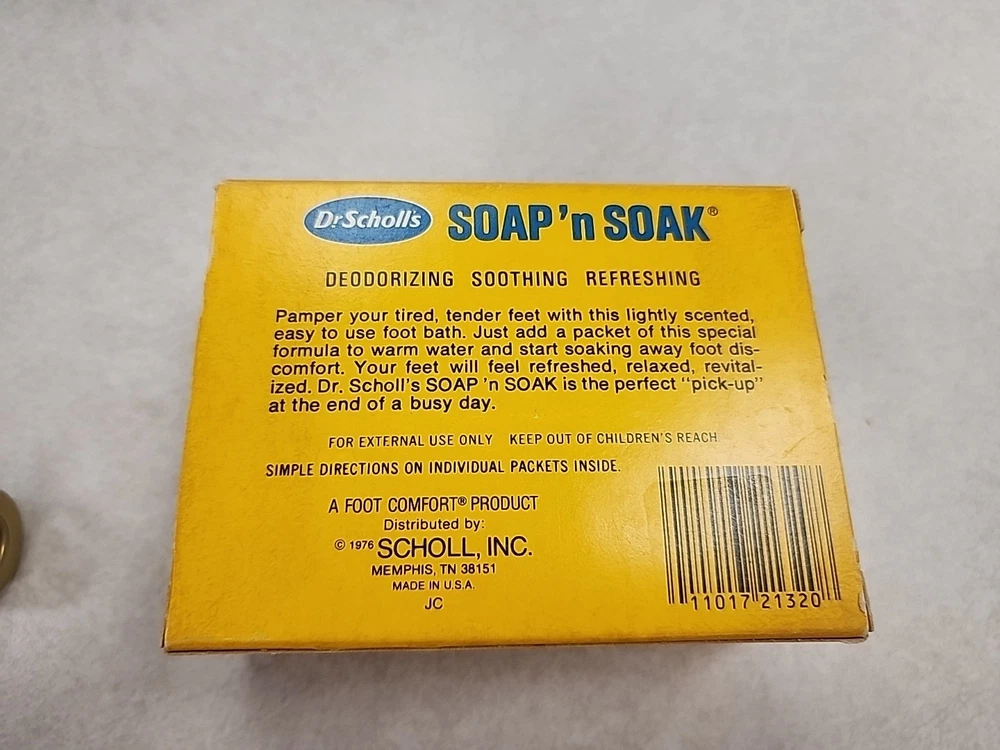 Dr Scholl's SOAP 'n SOAK®
DEODORIZING SOOTHING REFRESHING
Pamper your tired, tender feet with this lightly scented,
easy to use foot bath. Just add a packet of this special
formula to warm water and start soaking away foot dis-
comfort. Your feet will feel refreshed, relaxed, revital-
ized. Dr. Scholl's SOAP 'n SOAK is the perfect "pick-up"
at the end of a busy day.
FOR EXTERNAL USE ONLY KEEP OUT OF CHILDREN'S REACH
SIMPLE DIRECTIONS ON INDIVIDUAL PACKETS INSIDE.
A FOOT COMFORT® PRODUCT
Distributed by:
© 1976 SCHOLL, INC.
MEMPHIS, TN 38151
MADE IN U.S.A.
JC
11017 21320